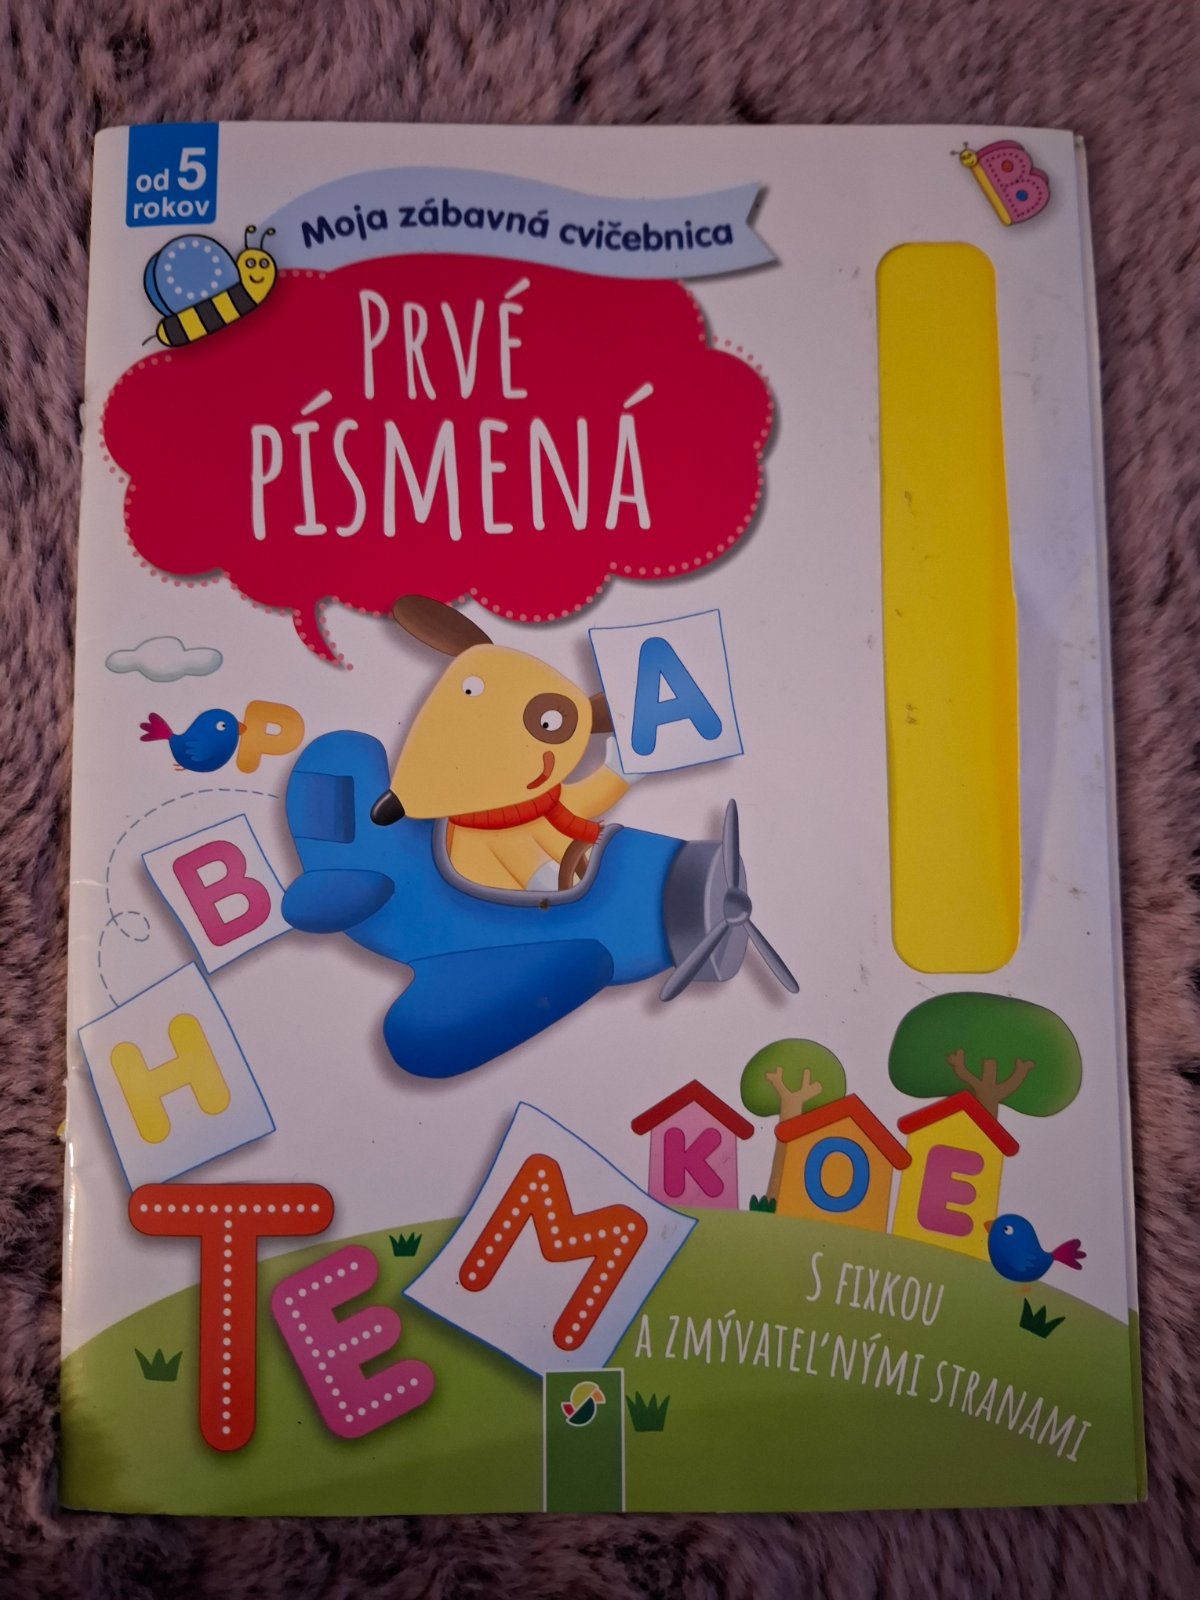 od 5
rokov
Moja zábavná cvičebnica
PRVÉ
PÍSMENÁ
B
A
P
B
H
K O E
T E M
S FIXKOU
A ZMÝVATEĽNÝMI STRANAMI